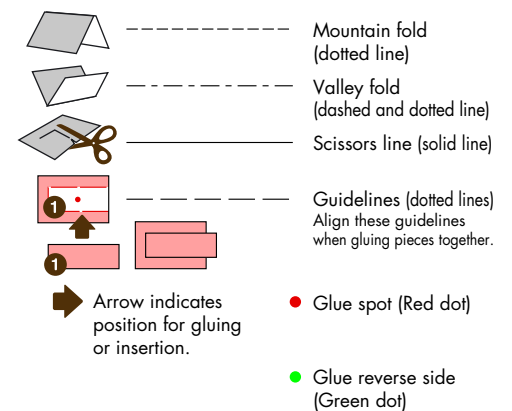 Mountain fold
(dotted line)
Valley fold
(dashed and dotted line)
Scissors line (solid line)
1
Guidelines (dotted lines)
Align these guidelines
when gluing pieces together.
1
Arrow indicates
position for gluing
or insertion.
Glue spot (Red dot)
Glue reverse side
(Green dot)